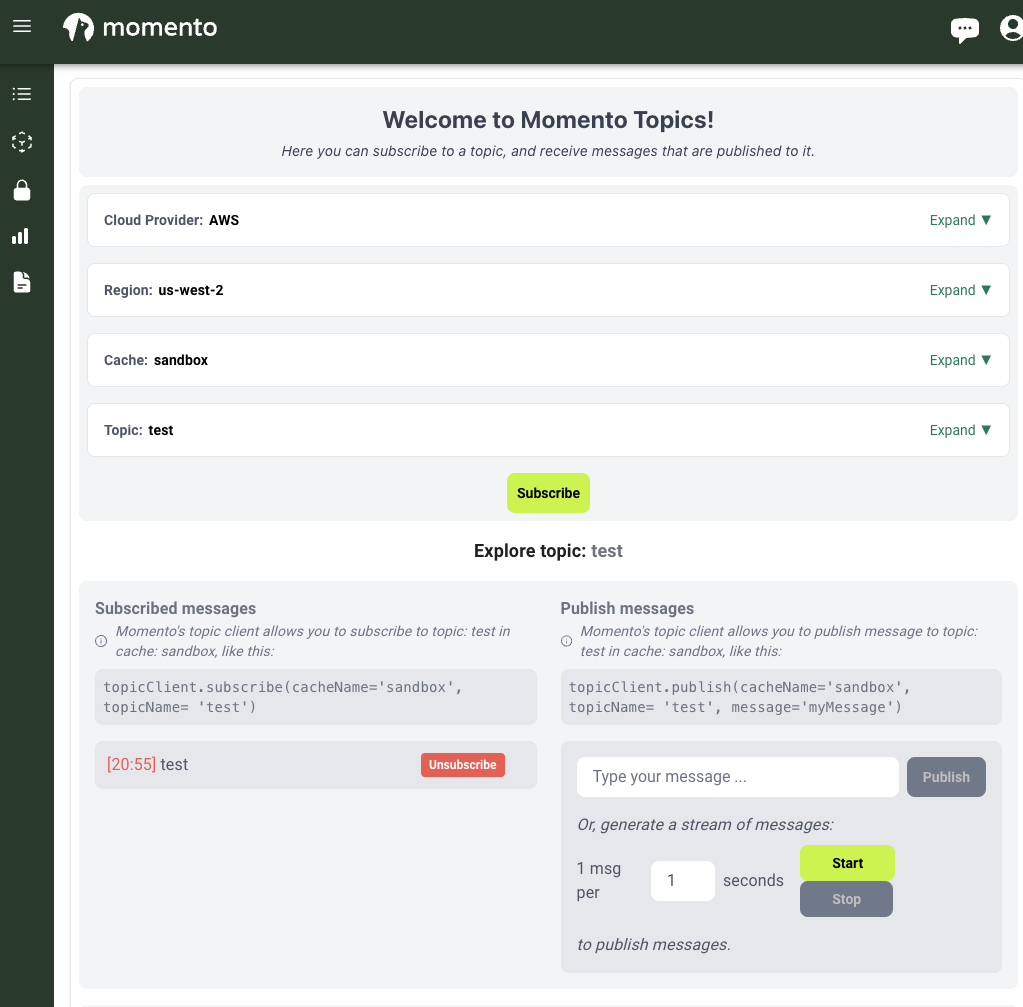 momento
Welcome to Momento Topics!
Here you can subscribe to a topic, and receive messages that are published to it.
Cloud Provider: AWS
Expand ▼
Region: us-west-2
Expand ▼
Cache: sandbox
Expand ▼
Topic: test
Expand ▼
Subscribe
Explore topic: test
Subscribed messages
Momento's topic client allows you to subscribe to topic: test in
cache: sandbox, like this:
topicClient.subscribe(cacheName='sandbox',
topicName= 'test')
[20:55] test
Unsubscribe
Publish messages
Momento's topic client allows you to publish message to topic:
test in cache: sandbox, like this:
topicClient.publish(cacheName='sandbox',
topicName= 'test', message='myMessage')
Type your message ...
Publish
Or, generate a stream of messages:
1 msg
per
1
seconds
Start
Stop
to publish messages.